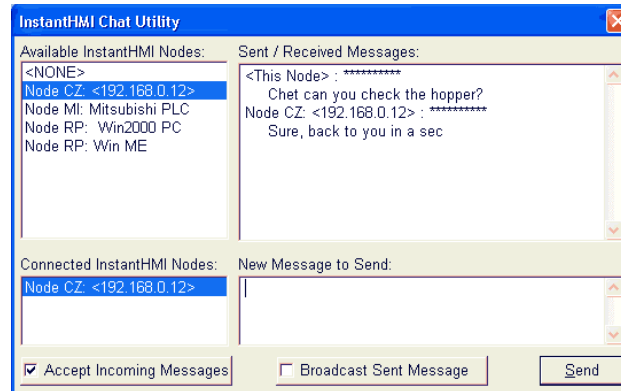 InstantHMI Chat Utility
Available InstantHMI Nodes:
<NONE>
Node CZ: <192.168.0.12>
Node MI: Mitsubishi PLC
Node RP:  Win2000 PC
Node RP: Win ME
Sent / Received Messages:
<This Node> : **********
Chet can you check the hopper?
Node CZ: <192.168.0.12> : **********
Sure, back to you in a sec
Connected InstantHMI Nodes:
Node CZ: <192.168.0.12>
New Message to Send:
Accept Incoming Messages
Broadcast Sent Message
Send